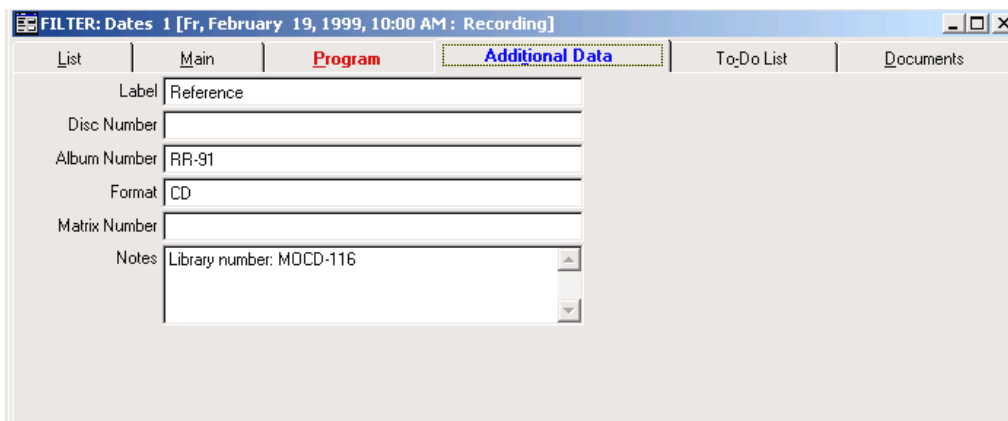 FILTER: Dates 1 [Fr, February 19, 1999, 10:00 AM : Recording]
List Main Program Additional Data To-Do List Documents
Label Reference
Disc Number
Album Number RR-91
Format CD
Matrix Number
Notes Library number: MOCD-116